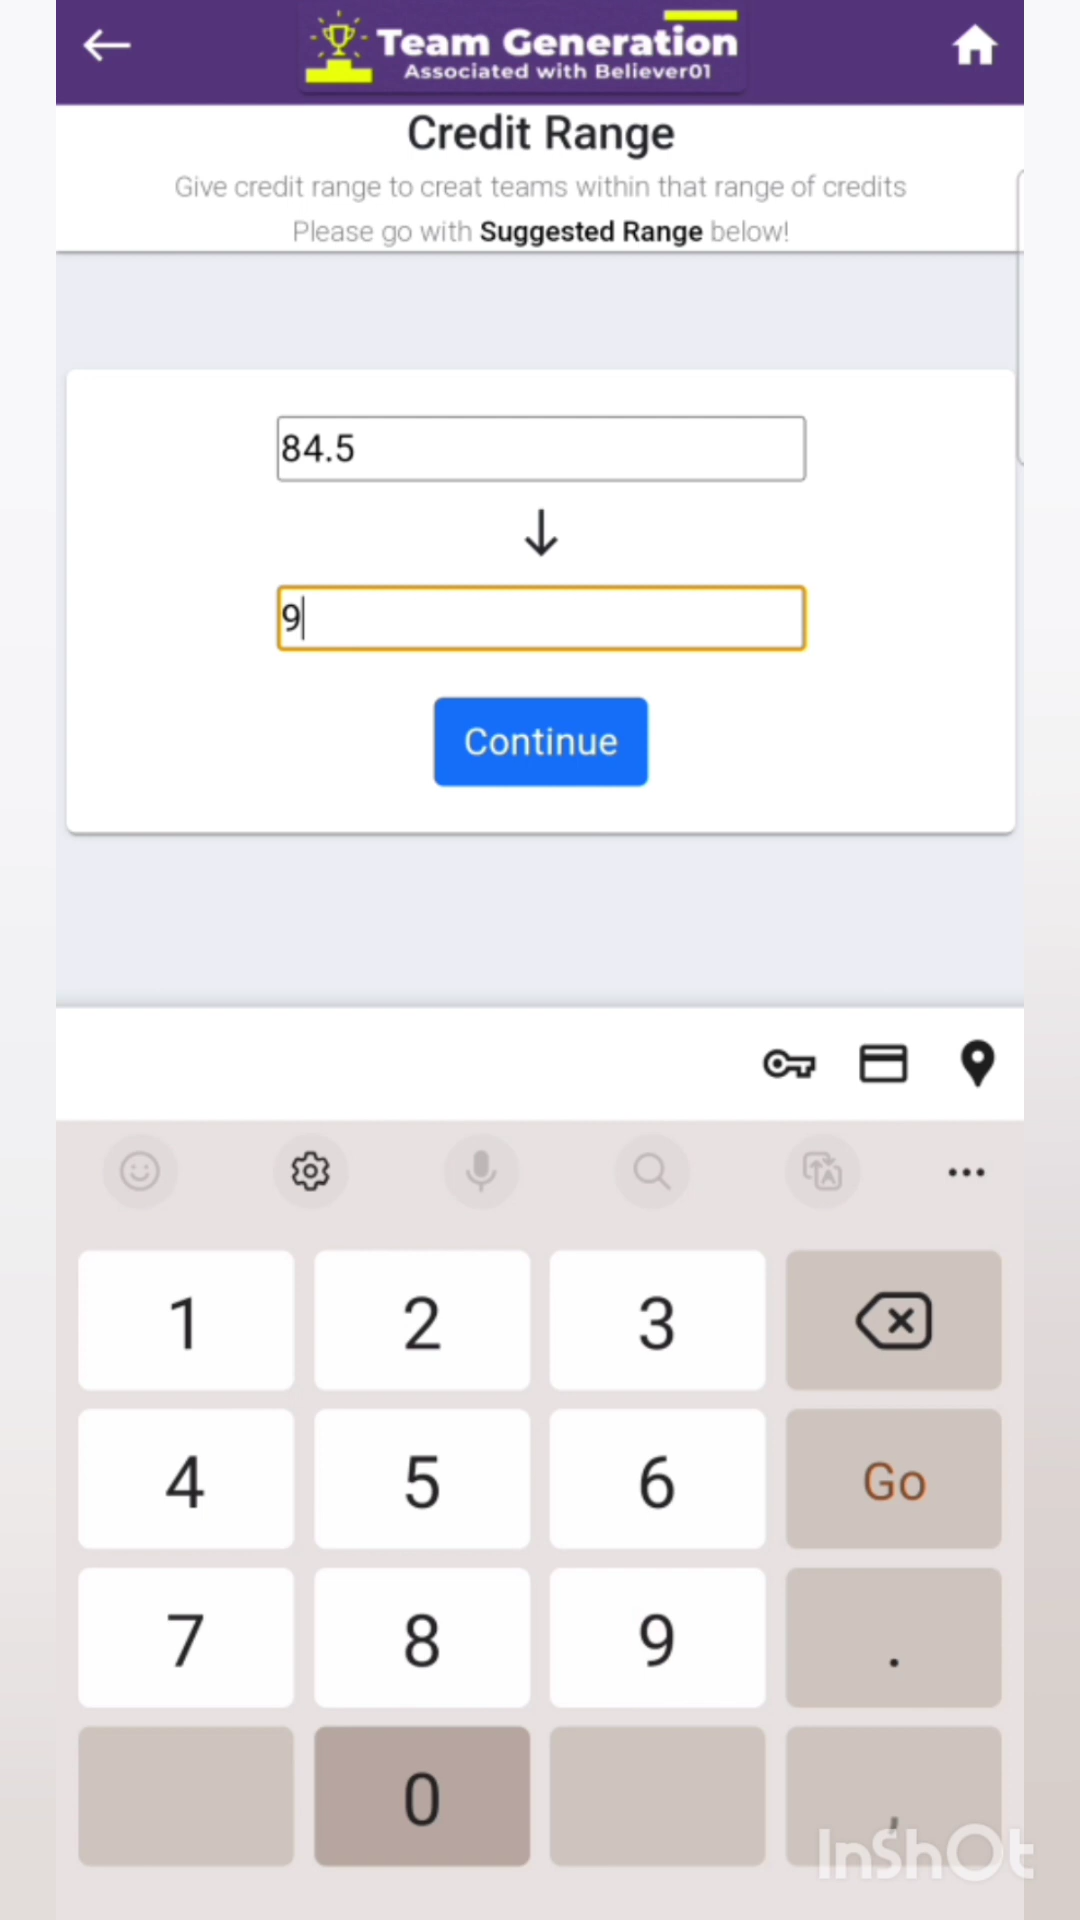 Team Generation
Associated with Believer01
Credit Range
Give credit range to creat teams within that range of credits
Please go with Suggested Range below!
84.5
9
Continue
1 2 3
4 5 6 Go
7 8 9 .
0 ,
InShOt